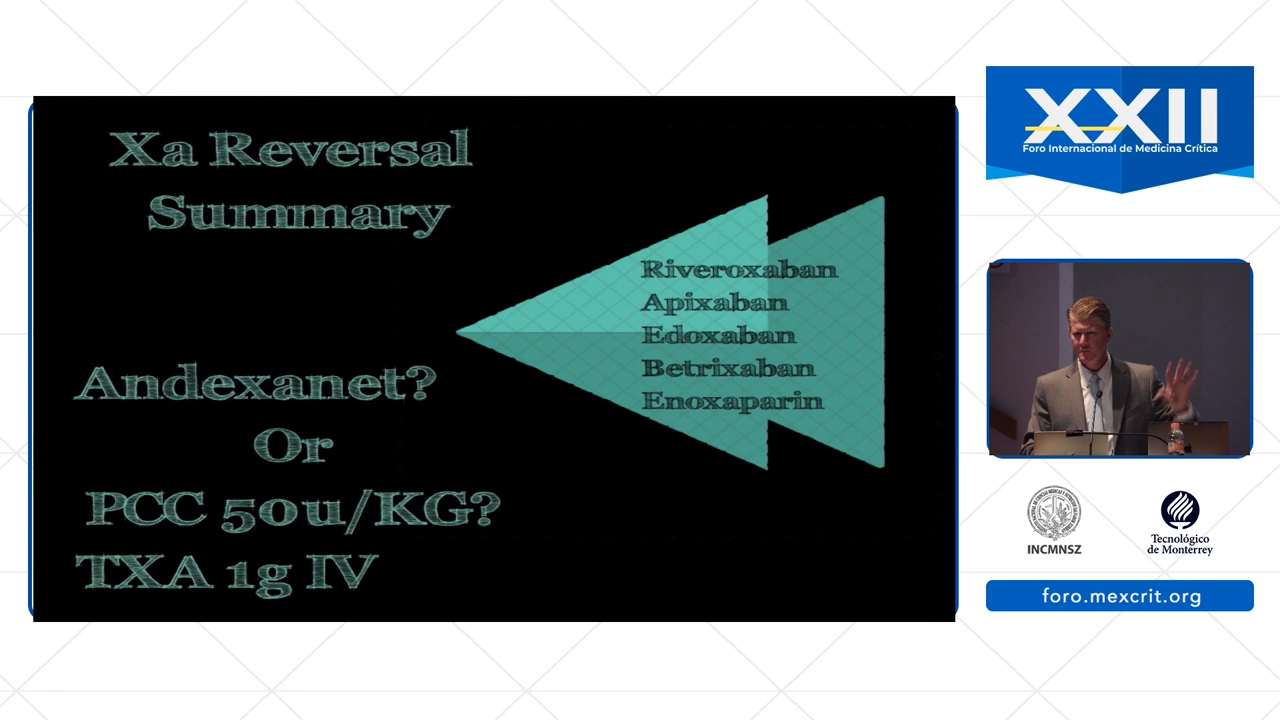 Xa Reversal
Summary
Andexanet?
Or
PCC 50u/KG?
TXA 1g IV
Riveroxaban
Apixaban
Edoxaban
Betrixaban
Enoxaparin
XXII
Foro Internacional de Medicina Crítica
INCMNSZ
Tecnológico
de Monterrey
foro.mexcrit.org